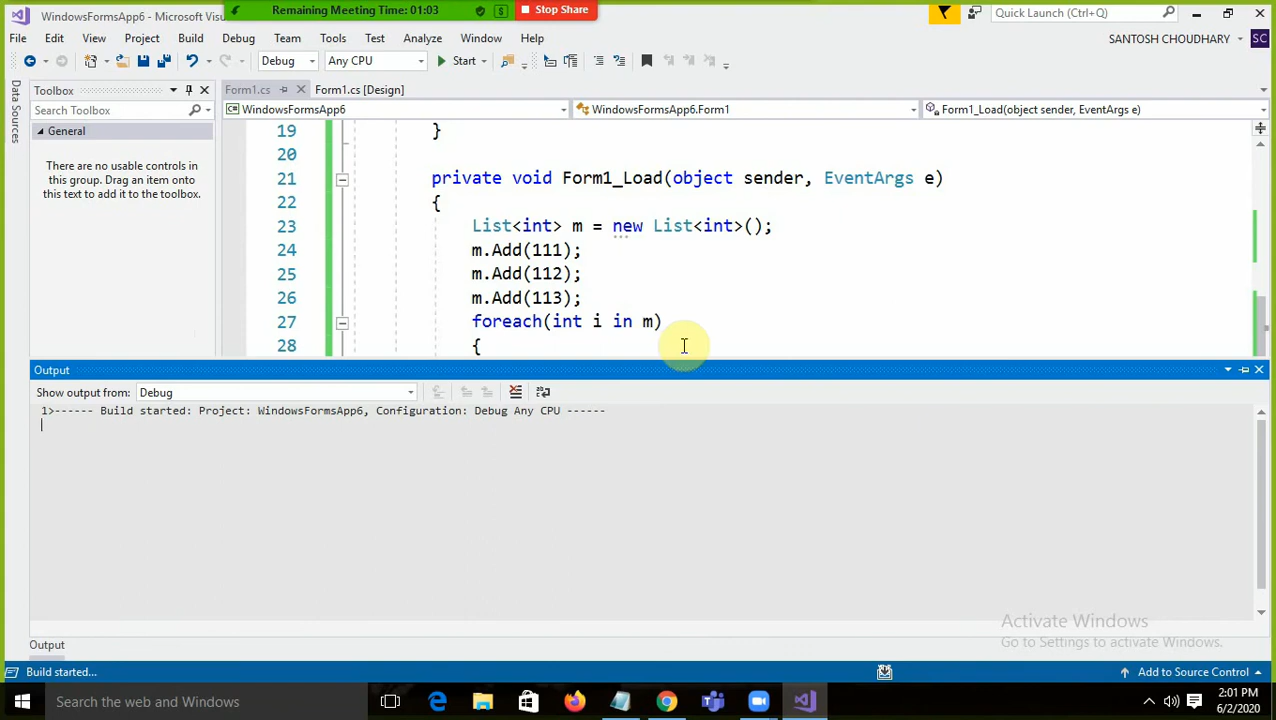 WindowsFormsApp6 - Microsoft Visu
Remaining Meeting Time: 01:03
Stop Share
Quick Launch (Ctrl+Q)
File Edit View Project Build Debug Team Tools Test Analyze Window Help
SANTOSH CHOUDHARY
SC
Debug
Any CPU
Start
Data Sources
Toolbox
Search Toolbox
General
There are no usable controls in
this group. Drag an item onto
this text to add it to the toolbox.
Form1.cs
Form1.cs [Design]
WindowsFormsApp6
WindowsFormsApp6.Form1
Form1_Load(object sender, EventArgs e)
19 }
20
21 private void Form1_Load(object sender, EventArgs e)
22 {
23 List<int> m = new List<int>();
24 m.Add(111);
25 m.Add(112);
26 m.Add(113);
27 foreach(int i in m)
28 {
Output
Show output from: Debug
1>------ Build started: Project: WindowsFormsApp6, Configuration: Debug Any CPU ------
Activate Windows
Go to Settings to activate Windows.
Output
Build started...
Add to Source Control
Search the web and Windows
2:01 PM
6/2/2020